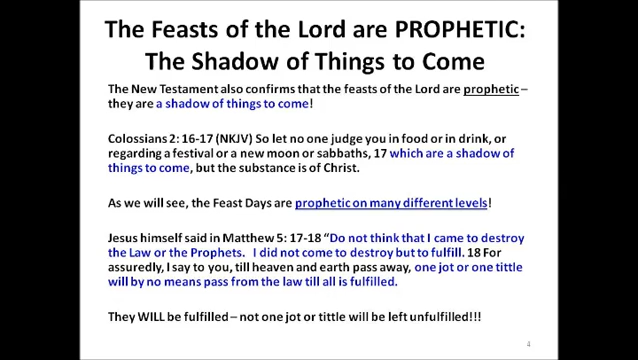 The Feasts of the Lord are PROPHETIC:
The Shadow of Things to Come
The New Testament also confirms that the feasts of the Lord are prophetic –
they are a shadow of things to come!
Colossians 2: 16-17 (NKJV) So let no one judge you in food or in drink, or
regarding a festival or a new moon or sabbaths, 17 which are a shadow of
things to come, but the substance is of Christ.
As we will see, the Feast Days are prophetic on many different levels!
Jesus himself said in Matthew 5: 17-18 “Do not think that I came to destroy
the Law or the Prophets. I did not come to destroy but to fulfill. 18 For
assuredly, I say to you, till heaven and earth pass away, one jot or one tittle
will by no means pass from the law till all is fulfilled.
They WILL be fulfilled – not one jot or tittle will be left unfulfilled!!!
4